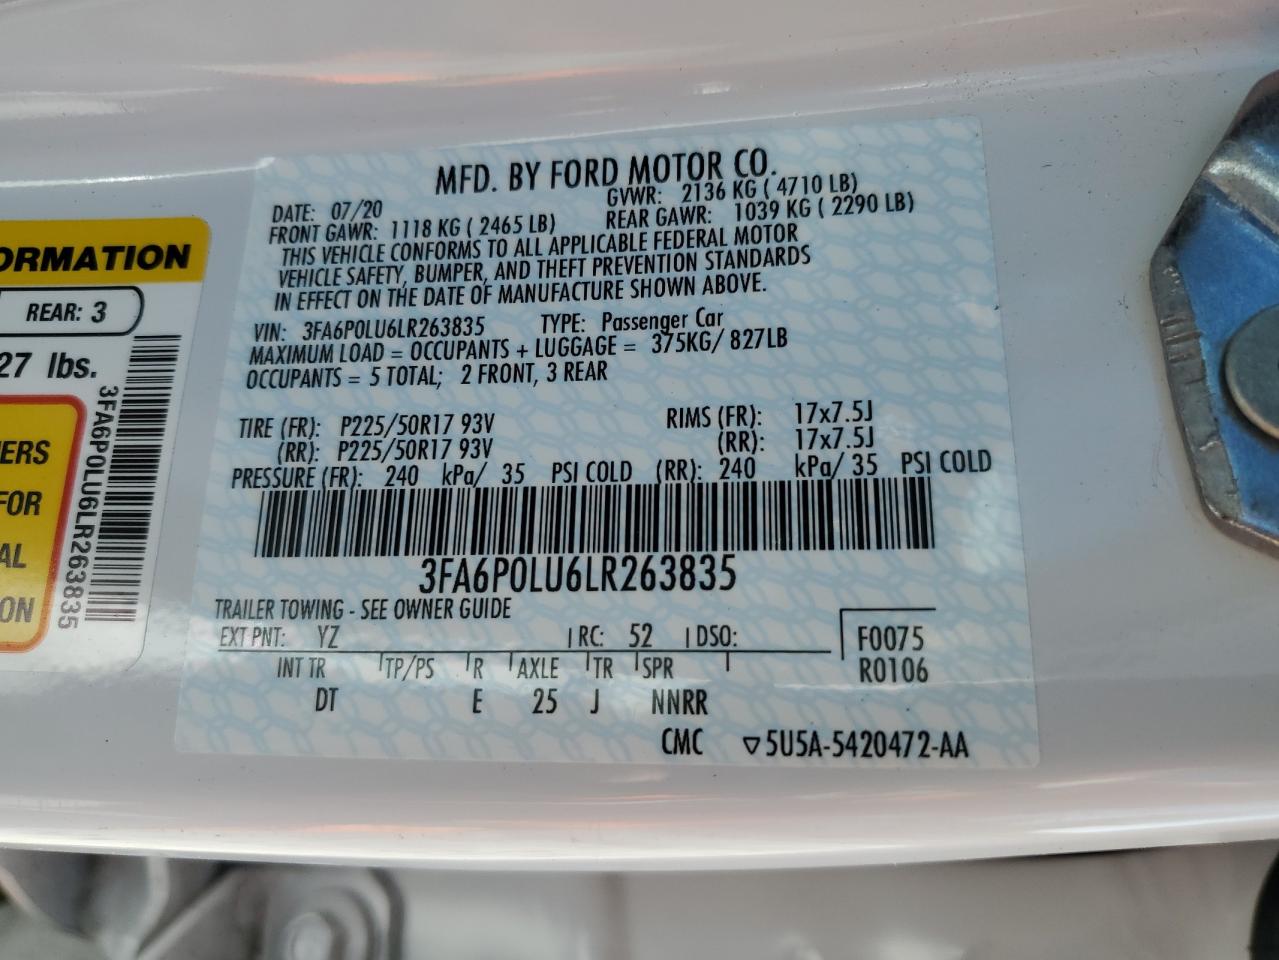 ORMATION
REAR: 3
27 lbs.
ERS
FOR
AL
ON
3FA6P0LU6LR263835
MFD. BY FORD MOTOR CO.
DATE: 07/20 GVWR: 2136 KG ( 4710 LB)
FRONT GAWR: 1118 KG ( 2465 LB) REAR GAWR: 1039 KG ( 2290 LB)
THIS VEHICLE CONFORMS TO ALL APPLICABLE FEDERAL MOTOR
VEHICLE SAFETY, BUMPER, AND THEFT PREVENTION STANDARDS
IN EFFECT ON THE DATE OF MANUFACTURE SHOWN ABOVE.
VIN: 3FA6P0LU6LR263835 TYPE: Passenger Car
MAXIMUM LOAD = OCCUPANTS + LUGGAGE = 375KG/ 827LB
OCCUPANTS = 5 TOTAL; 2 FRONT, 3 REAR
TIRE (FR): P225/50R17 93V RIMS (FR): 17x7.5J
(RR): P225/50R17 93V (RR): 17x7.5J
PRESSURE (FR): 240 kPa/ 35 PSI COLD (RR): 240 kPa/ 35 PSI COLD
3FA6P0LU6LR263835
TRAILER TOWING - SEE OWNER GUIDE
EXT PNT: YZ RC: 52 DSO: F0075
INT TR TP/PS R AXLE TR SPR R0106
DT E 25 J NNRR
CMC ▽5U5A-5420472-AA